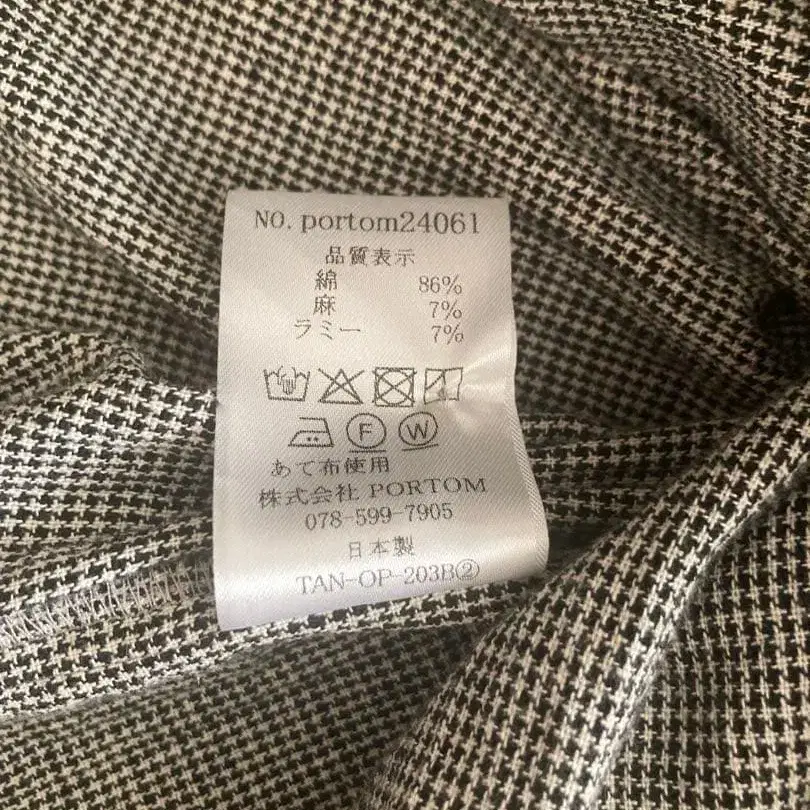 NO. portom24061
品質表示
綿 86%
麻 7%
ラミー 7%
F W
あて布使用
株式会社 PORTOM
078-599-7905
日本製
TAN-OP-203B②